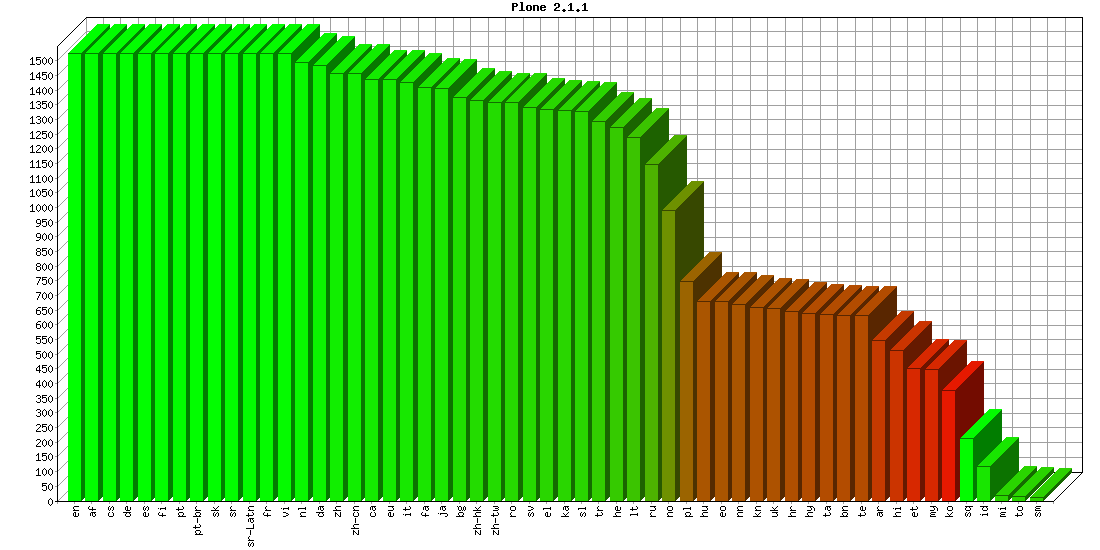 Plone 2.1.1
1500
1450
1400
1350
1300
1250
1200
1150
1100
1050
1000
950
900
850
800
750
700
650
600
550
500
450
400
350
300
250
200
150
100
50
0
en
af
cs
de
es
fi
pt
pt-br
sk
sr
sr-Latn
fr
vi
nl
da
zh
zh-cn
ca
eu
it
fa
ja
bg
zh-hk
zh-tw
ro
sv
el
ka
sl
tr
he
lt
ru
no
pl
hu
eo
nn
kn
uk
hr
hy
ta
bn
te
ar
hi
et
my
ko
sq
id
mi
to
sm